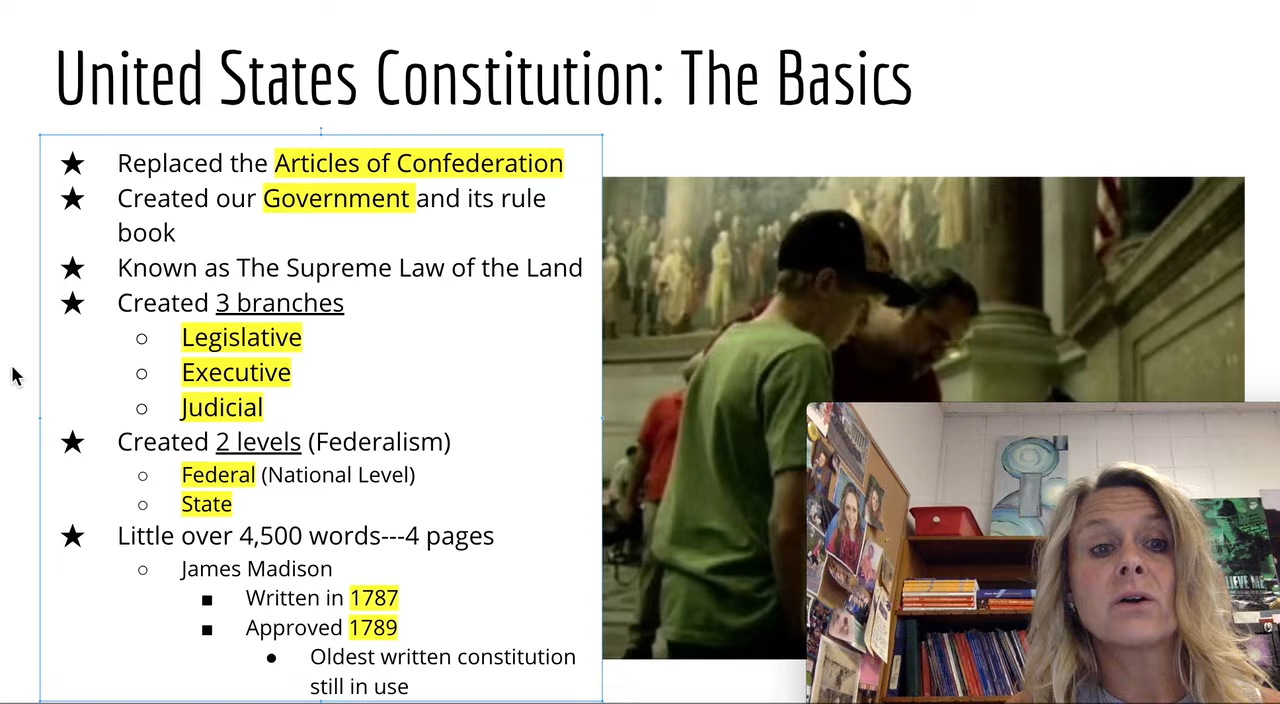 United States Constitution: The Basics
★ Replaced the Articles of Confederation
★ Created our Government and its rule
book
★ Known as The Supreme Law of the Land
★ Created 3 branches
○ Legislative
○ Executive
○ Judicial
★ Created 2 levels (Federalism)
○ Federal (National Level)
○ State
★ Little over 4,500 words---4 pages
○ James Madison
■ Written in 1787
■ Approved 1789
● Oldest written constitution
still in use